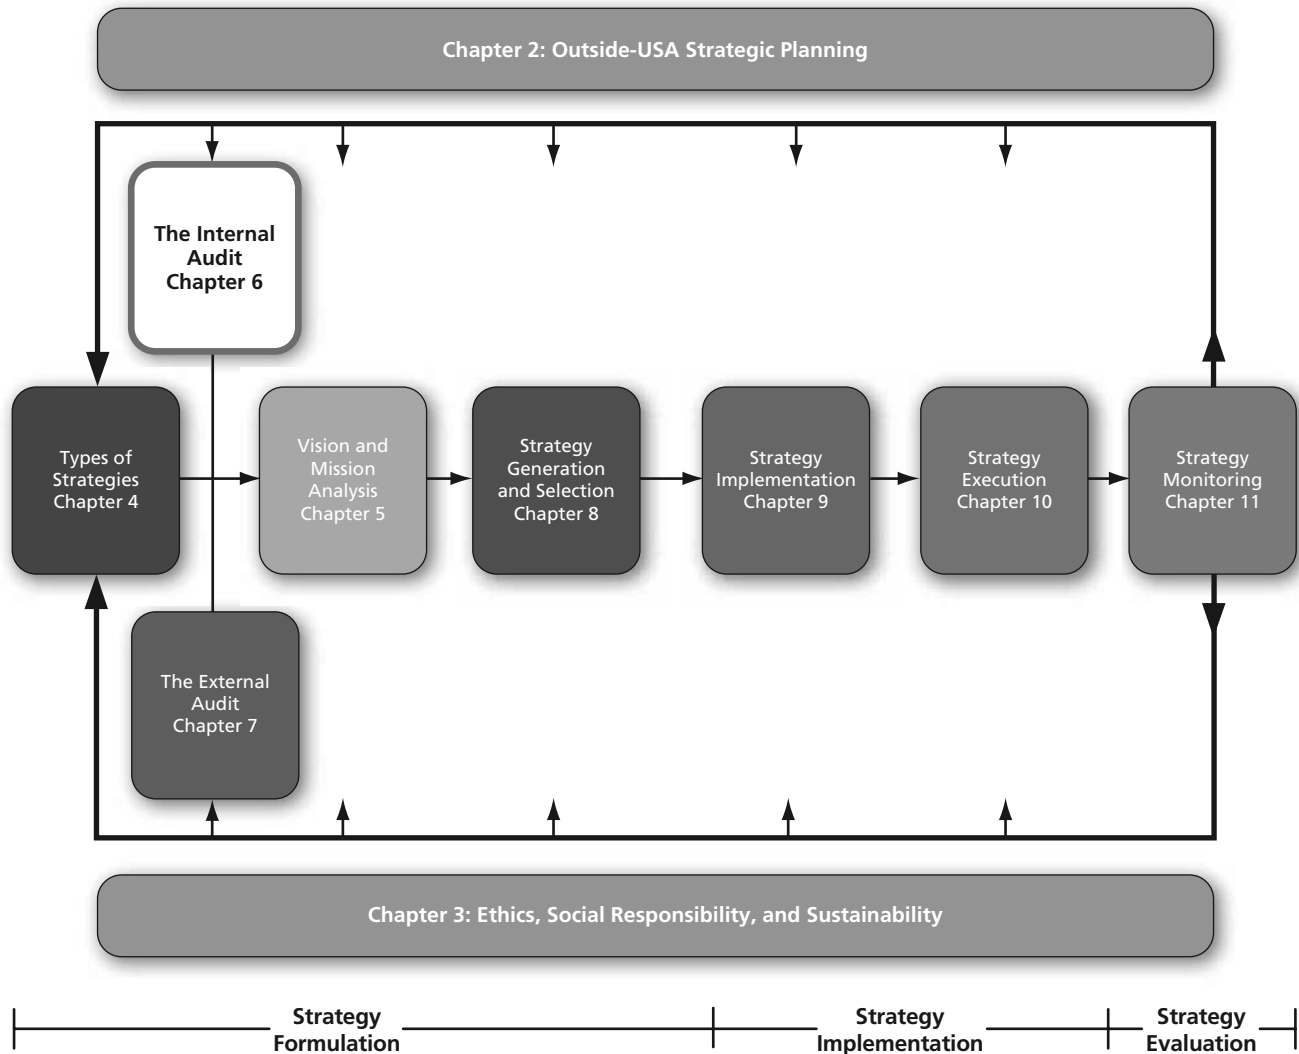 Chapter 2: Outside-USA Strategic Planning
The Internal
Audit
Chapter 6
Types of
Strategies
Chapter 4
Vision and
Mission
Analysis
Chapter 5
Strategy
Generation
and Selection
Chapter 8
Strategy
Implementation
Chapter 9
Strategy
Execution
Chapter 10
Strategy
Monitoring
Chapter 11
The External
Audit
Chapter 7
Chapter 3: Ethics, Social Responsibility, and Sustainability
Strategy
Formulation
Strategy
Implementation
Strategy
Evaluation